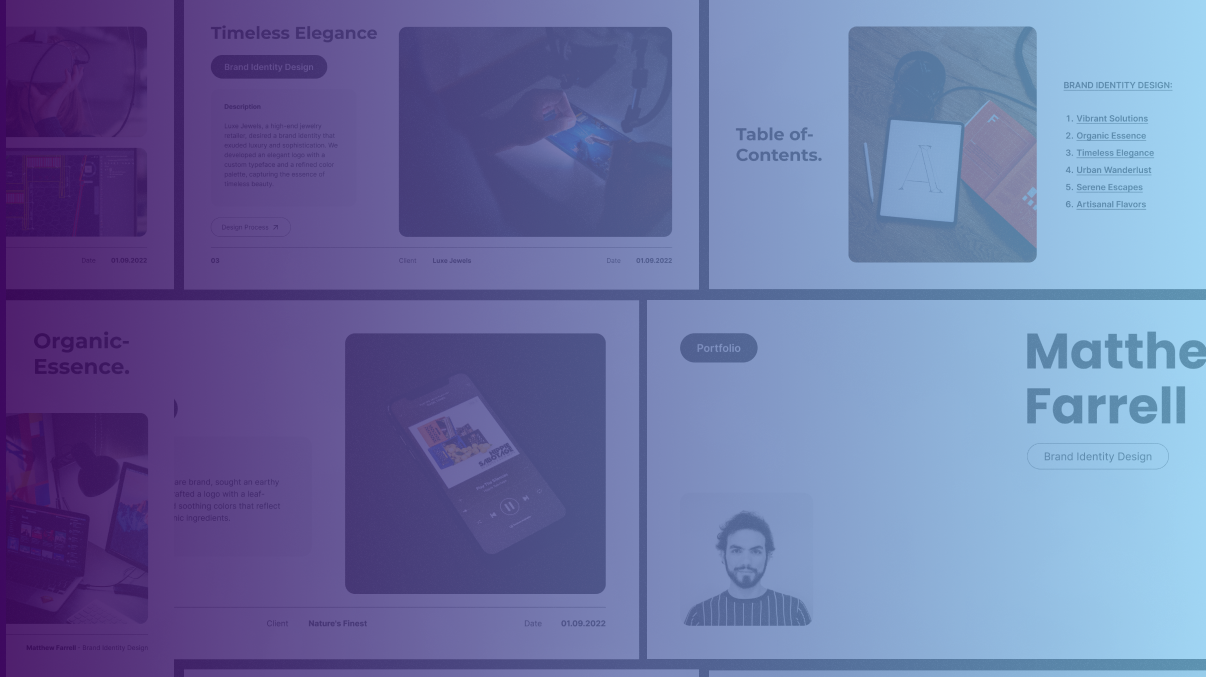 Date 01.09.2022
Timeless Elegance
Brand Identity Design
Description
Luxe Jewels, a high-end jewelry
retailer, desired a brand identity that
exuded luxury and sophistication. We
developed an elegant logo with a
custom typeface and a refined color
palette, capturing the essence of
timeless beauty.
Design Process
03
Client Luxe Jewels
Date 01.09.2022
Table of-
Contents.
A
F
BRAND IDENTITY DESIGN:
1. Vibrant Solutions
2. Organic Essence
3. Timeless Elegance
4. Urban Wanderlust
5. Serene Escapes
6. Artisanal Flavors
Organic-
Essence.
Matthew Farrell - Brand Identity Design
are brand, sought an earthy
afted a logo with a leaf-
soothing colors that reflect
nic ingredients.
Client Nature's Finest
Date 01.09.2022
Portfolio
Matthe
Farrell
Brand Identity Design